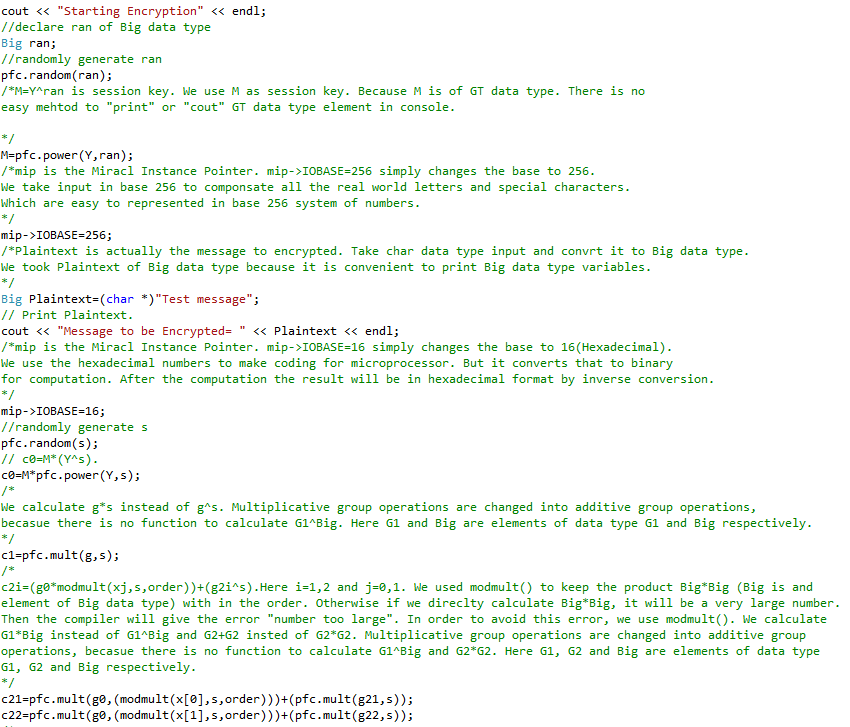 cout << "Starting Encryption" << endl;
//declare ran of Big data type
Big ran;
//randomly generate ran
pfc.random(ran);
/*M=Y^ran is session key. We use M as session key. Because M is of GT data type. There is no
easy mehtod to "print" or "cout" GT data type element in console.
*/
M=pfc.power(Y,ran);
/*mip is the Miracl Instance Pointer. mip->IOBASE=256 simply changes the base to 256.
We take input in base 256 to componsate all the real world letters and special characters.
Which are easy to represented in base 256 system of numbers.
*/
mip->IOBASE=256;
/*Plaintext is actually the message to encrypted. Take char data type input and convrt it to Big data type.
We took Plaintext of Big data type because it is convenient to print Big data type variables.
*/
Big Plaintext=(char *)"Test message";
// Print Plaintext.
cout << "Message to be Encrypted= " << Plaintext << endl;
/*mip is the Miracl Instance Pointer. mip->IOBASE=16 simply changes the base to 16(Hexadecimal).
We use the hexadecimal numbers to make coding for microprocessor. But it converts that to binary
for computation. After the computation the result will be in hexadecimal format by inverse conversion.
*/
mip->IOBASE=16;
//randomly generate s
pfc.random(s);
// c0=M*(Y^s).
c0=M*pfc.power(Y,s);
/*
We calculate g*s instead of g^s. Multiplicative group operations are changed into additive group operations,
becasue there is no function to calculate G1^Big. Here G1 and Big are elements of data type G1 and Big respectively.
*/
c1=pfc.mult(g,s);
/*
c2i=(g0*modmult(xj,s,order))+(g2i^s).Here i=1,2 and j=0,1. We used modmult() to keep the product Big*Big (Big is and
element of Big data type) with in the order. Otherwise if we direclty calculate Big*Big, it will be a very large number.
Then the compiler will give the error "number too large". In order to avoid this error, we use modmult(). We calculate
G1*Big instead of G1^Big and G2+G2 insted of G2*G2. Multiplicative group operations are changed into additive group
operations, becasue there is no function to calculate G1^Big and G2*G2. Here G1, G2 and Big are elements of data type
G1, G2 and Big respectively.
*/
c21=pfc.mult(g0,(modmult(x[0],s,order)))+(pfc.mult(g21,s));
c22=pfc.mult(g0,(modmult(x[1],s,order)))+(pfc.mult(g22,s));